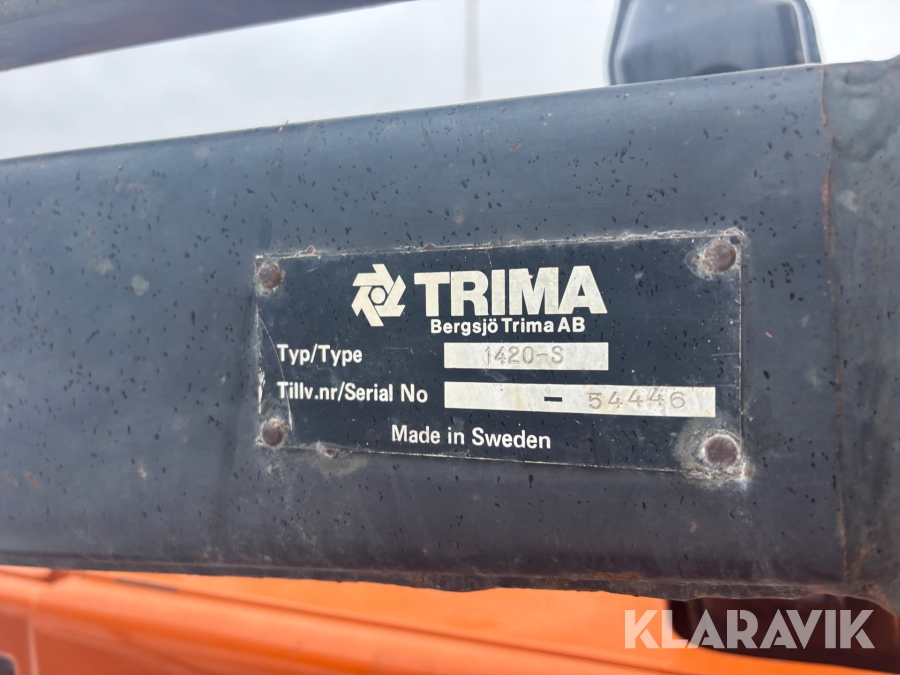 TRIMA
Bergsjö Trima AB
Typ/Type 1420-S
Tillv.nr/Serial No - 54446
Made in Sweden
KLARAVIK